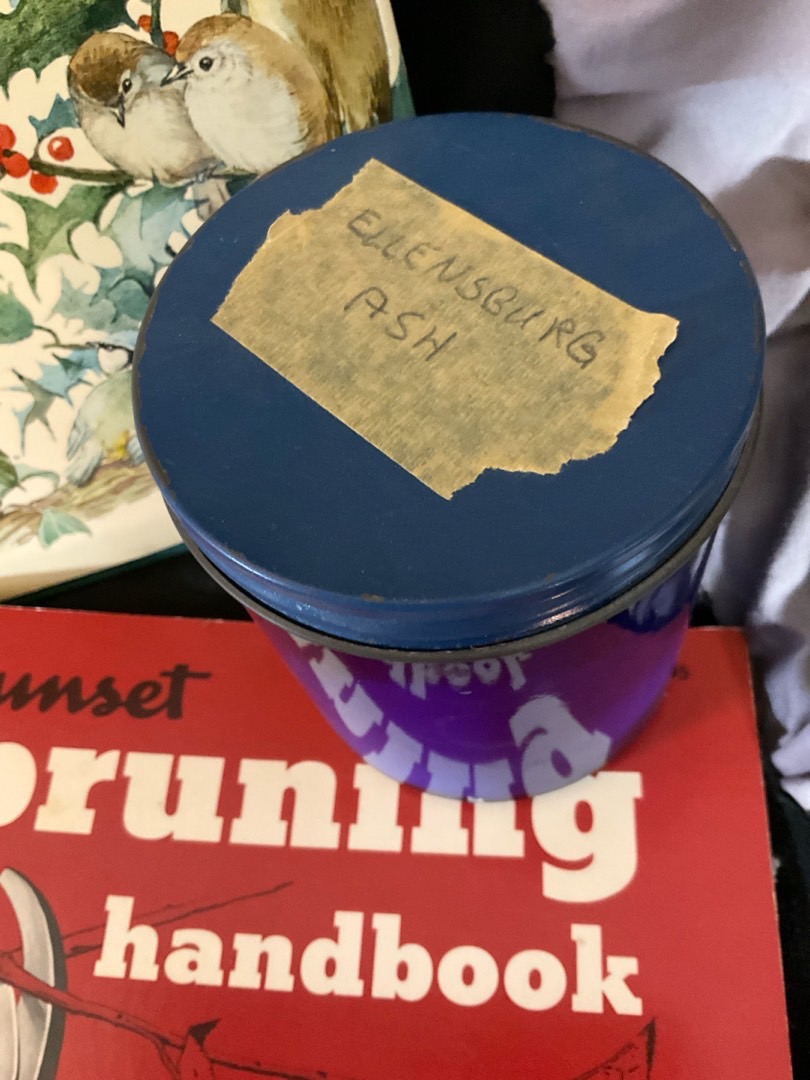 ELLENSBURG
ASH
unset
pruning
handbook